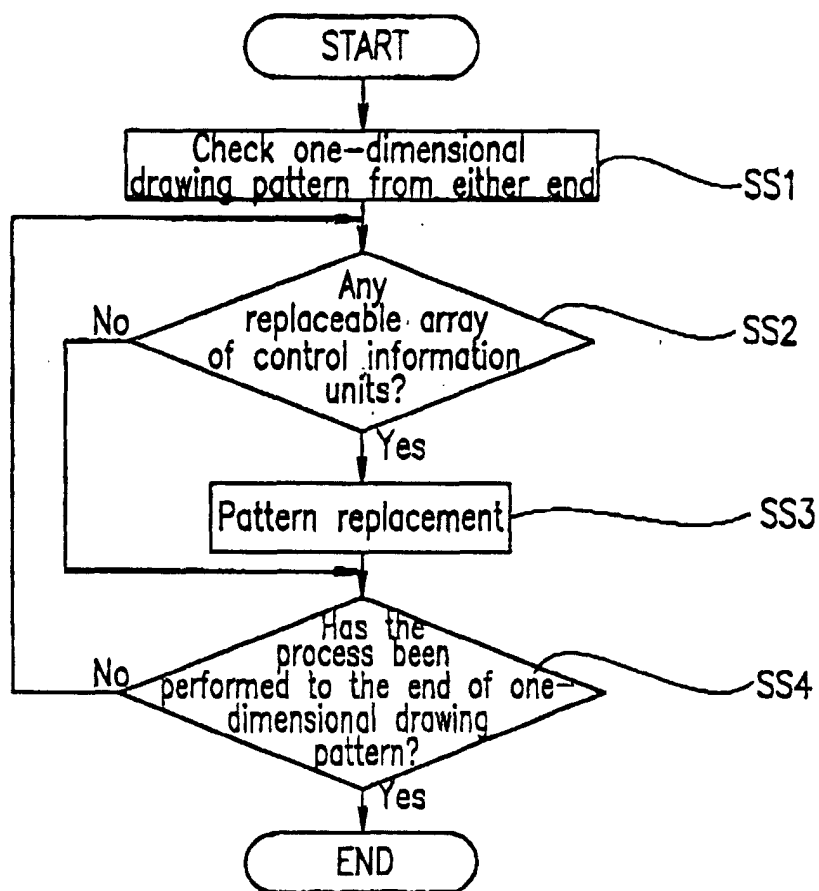 START
Check one-dimensional
drawing pattern from either end
SS1
Any
replaceable array
of control information
units?
No
SS2
Yes
Pattern replacement
SS3
Has the
process been
performed to the end of one-
dimensional drawing
pattern?
No
SS4
Yes
END